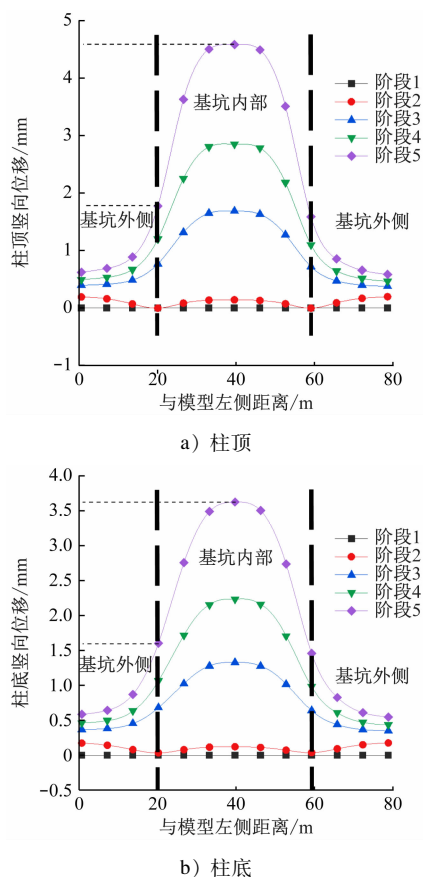 5
4
3
2
1
0
-1
柱顶竖向位移/mm
阶段1
阶段2
阶段3
阶段4
阶段5
基坑内部
基坑外侧
基坑外侧
0 20 40 60 80
与模型左侧距离/m
a）柱顶
4.0
3.5
3.0
2.5
2.0
1.5
1.0
0.5
0
-0.5
柱底竖向位移/mm
阶段1
阶段2
阶段3
阶段4
阶段5
基坑内部
基坑外侧
基坑外侧
0 20 40 60 80
与模型左侧距离/m
b）柱底